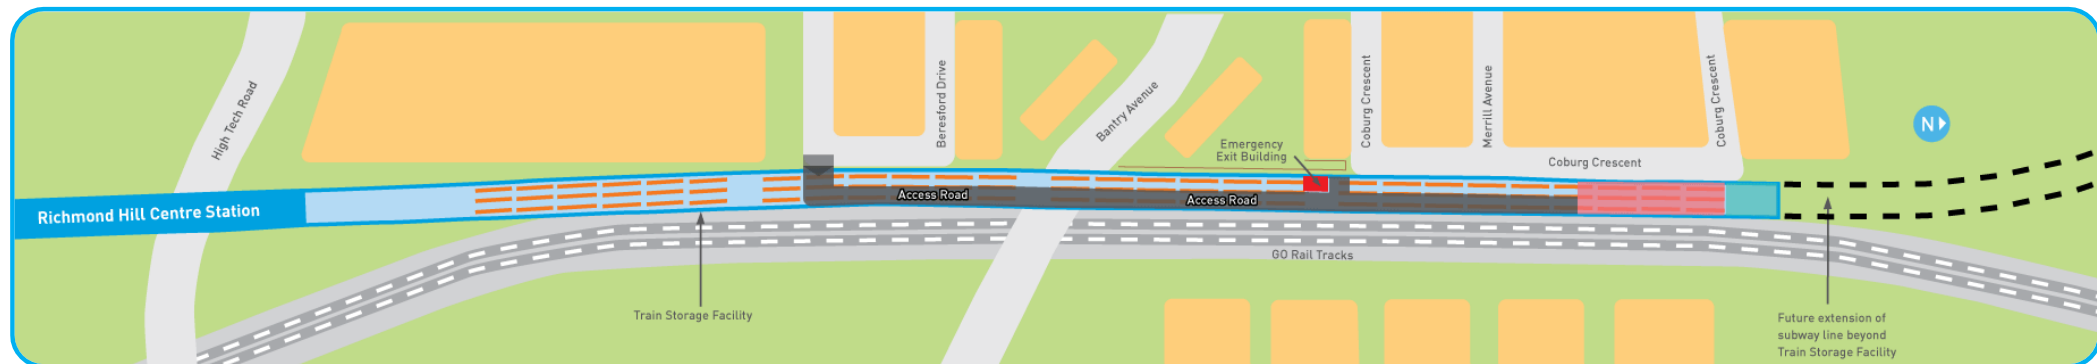 High Tech Road
Richmond Hill Centre Station
Train Storage Facility
Beresford Drive
Access Road
Bantry Avenue
Emergency
Exit Building
Access Road
GO Rail Tracks
Coburg Crescent
Merrill Avenue
Coburg Crescent
Coburg Crescent
N
Future extension of
subway line beyond
Train Storage Facility